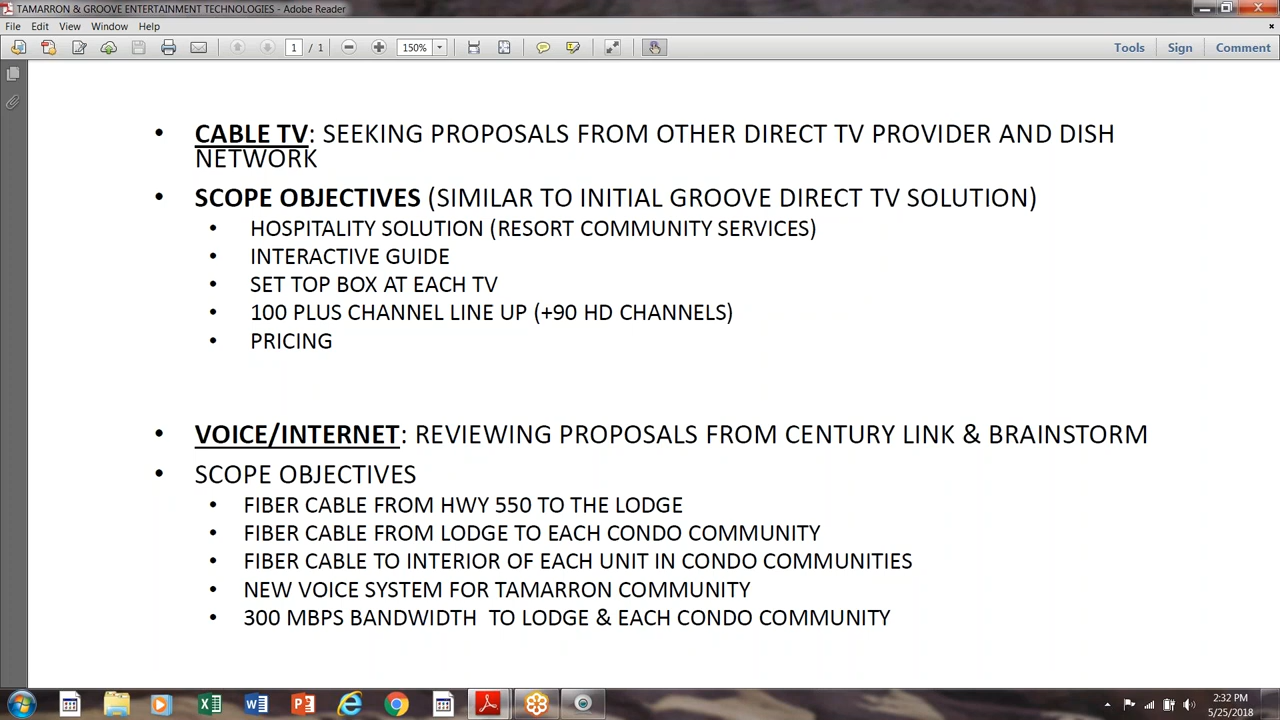 TAMARRON & GROOVE ENTERTAINMENT TECHNOLOGIES - Adobe Reader
File Edit View Window Help
1 / 1 150% Tools Sign Comment
• CABLE TV: SEEKING PROPOSALS FROM OTHER DIRECT TV PROVIDER AND DISH
NETWORK
• SCOPE OBJECTIVES (SIMILAR TO INITIAL GROOVE DIRECT TV SOLUTION)
• HOSPITALITY SOLUTION (RESORT COMMUNITY SERVICES)
• INTERACTIVE GUIDE
• SET TOP BOX AT EACH TV
• 100 PLUS CHANNEL LINE UP (+90 HD CHANNELS)
• PRICING
• VOICE/INTERNET: REVIEWING PROPOSALS FROM CENTURY LINK & BRAINSTORM
• SCOPE OBJECTIVES
• FIBER CABLE FROM HWY 550 TO THE LODGE
• FIBER CABLE FROM LODGE TO EACH CONDO COMMUNITY
• FIBER CABLE TO INTERIOR OF EACH UNIT IN CONDO COMMUNITIES
• NEW VOICE SYSTEM FOR TAMARRON COMMUNITY
• 300 MBPS BANDWIDTH  TO LODGE & EACH CONDO COMMUNITY
2:32 PM
5/25/2018